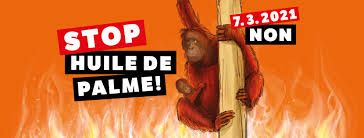 STOP
HUILE DE
PALME!
7.3.2021
NON